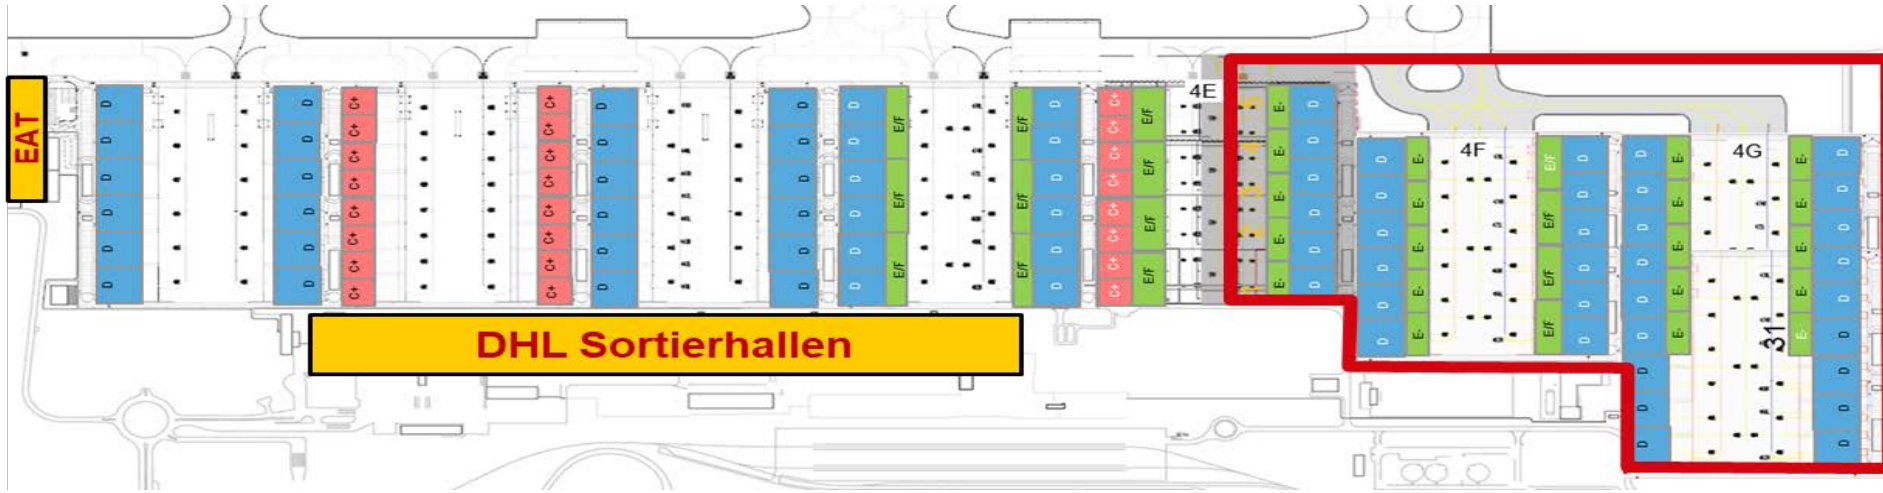 EAT
D D D D D D
D D D D D D
C+ C+ C+ C+ C+ C+ C+ C+
C+ C+ C+ C+ C+ C+ C+ C+
D D D D D D
D D D D D D
D D D D D D
E/F E/F E/F
E/F E/F E/F
D D D D D D
C+ C+ C+ C+ C+ C+ C+ C+
E/F E/F E/F E/F
4E
E- E- E- E- E-
D D D D D
D D D D D
E- E- E- E- E-
4F
E/F E/F E/F E/F
D D D D D
D D D D D D D
E- E- E- E- E-
4G
31
E- E- E- E- E-
D D D D D D D
DHL Sortierhallen